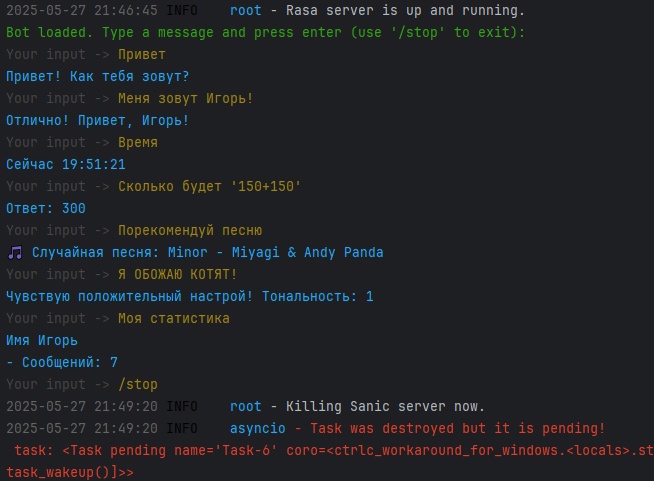 2025-05-27 21:46:45 INFO     root - Rasa server is up and running.
Bot loaded. Type a message and press enter (use '/stop' to exit):
Your input -> Привет
Привет! Как тебя зовут?
Your input -> Меня зовут Игорь!
Отлично! Привет, Игорь!
Your input -> Время
Сейчас 19:51:21
Your input -> Сколько будет '150+150'
Ответ: 300
Your input -> Порекомендуй песню
🎵 Случайная песня: Minor - Miyagi & Andy Panda
Your input -> Я ОБОЖАЮ КОТЯТ!
Чувствую положительный настрой! Тональность: 1
Your input -> Моя статистика
Имя Игорь
- Сообщений: 7
Your input -> /stop
2025-05-27 21:49:20 INFO     root - Killing Sanic server now.
2025-05-27 21:49:20 INFO     asyncio - Task was destroyed but it is pending!
task: <Task pending name='Task-6' coro=<ctrlc_workaround_for_windows.<locals>.st
task_wakeup()]>>